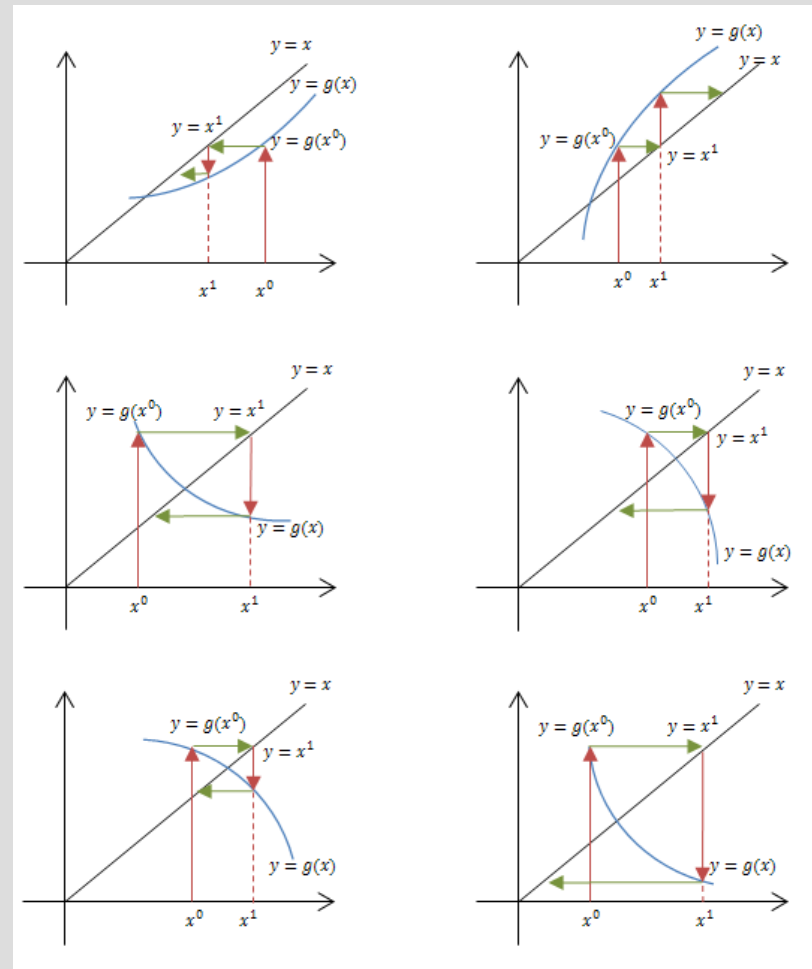 y = x
y = g(x)
y = x¹
y = g(x⁰)
x¹
x⁰
y = g(x)
y = x
y = g(x⁰)
y = x¹
x⁰
x¹
y = x
y = g(x⁰)
y = x¹
y = g(x)
x⁰
x¹
y = x
y = g(x⁰)
y = x¹
y = g(x)
x⁰
x¹
y = x
y = g(x⁰)
y = x¹
y = g(x)
x⁰
x¹
y = x
y = g(x⁰)
y = x¹
y = g(x)
x⁰
x¹